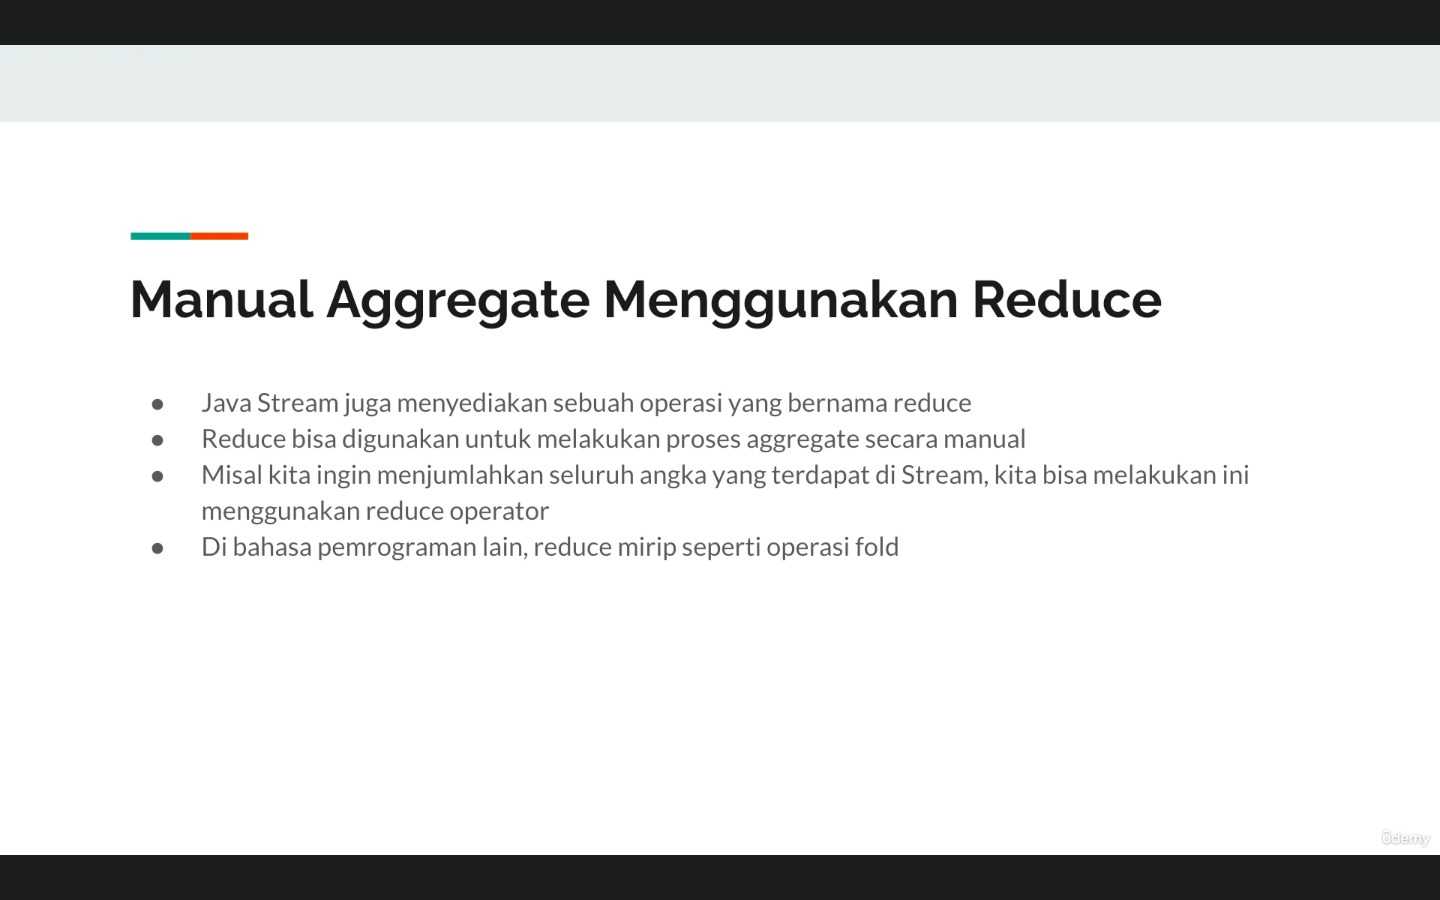 Manual Aggregate Menggunakan Reduce
● Java Stream juga menyediakan sebuah operasi yang bernama reduce
● Reduce bisa digunakan untuk melakukan proses aggregate secara manual
● Misal kita ingin menjumlahkan seluruh angka yang terdapat di Stream, kita bisa melakukan ini
menggunakan reduce operator
● Di bahasa pemrograman lain, reduce mirip seperti operasi fold
ûdemy